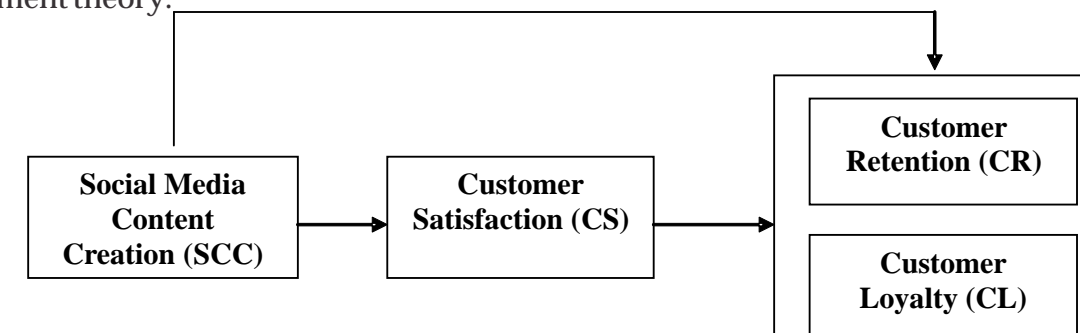 ment theory.
Social Media
Content
Creation (SCC)
Customer
Satisfaction (CS)
Customer
Retention (CR)
Customer
Loyalty (CL)